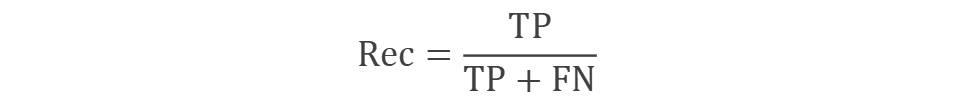 Rec = TP / TP + FN